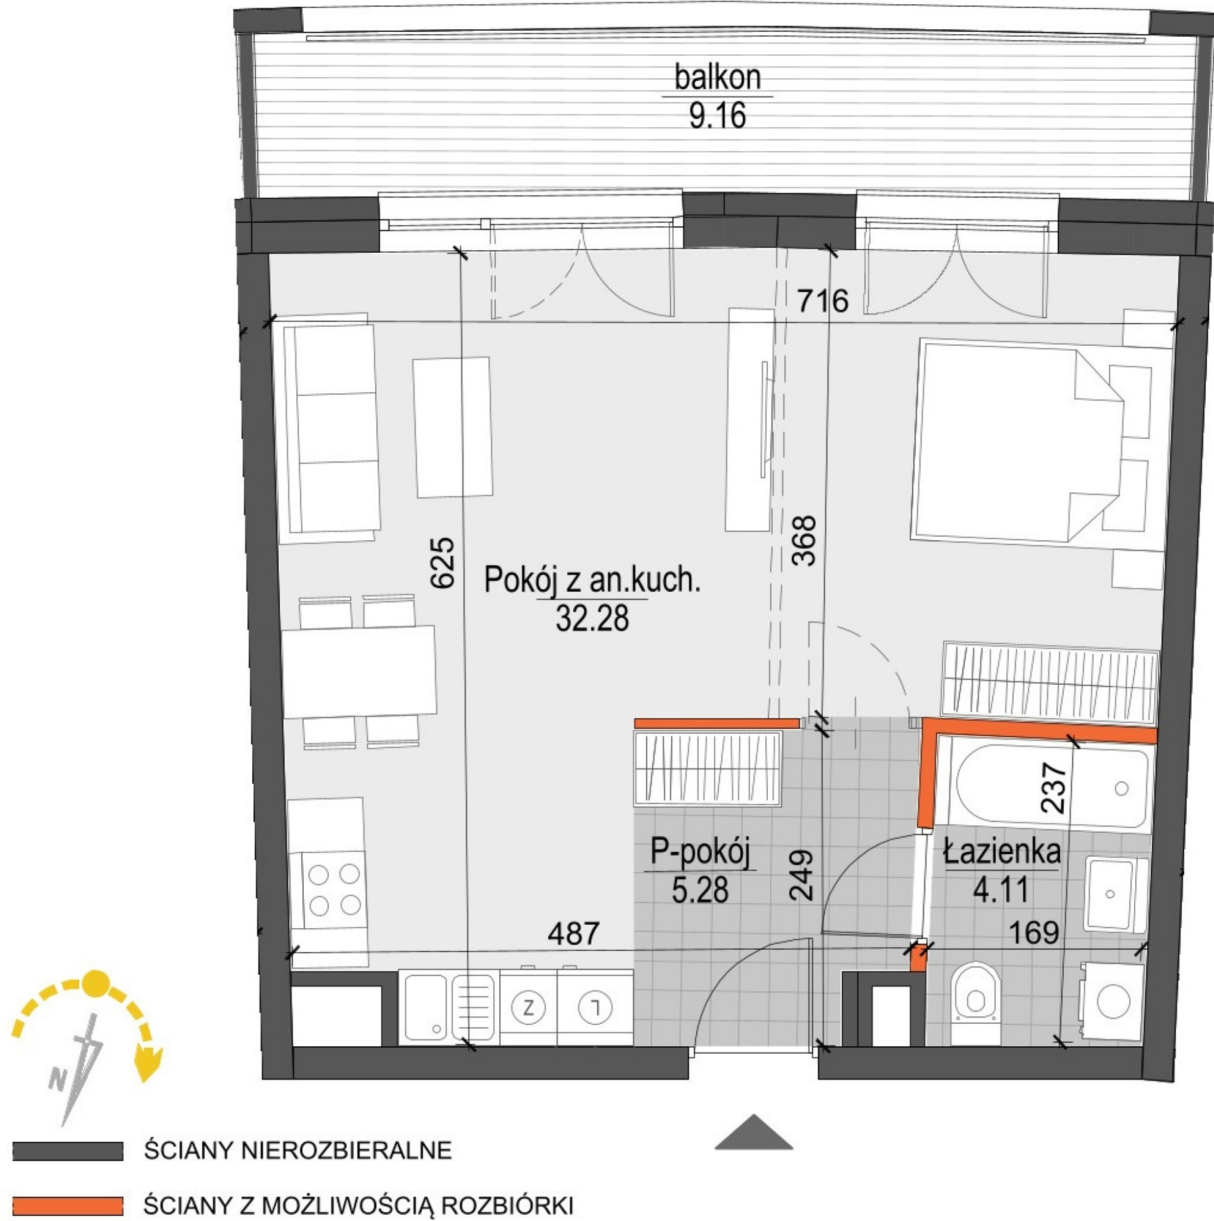 balkon
9.16
716
625
368
Pokój z an.kuch.
32.28
237
P-pokój
5.28
249
Łazienka
4.11
487
169
Z
L
N
ŚCIANY NIEROZBIERALNE
ŚCIANY Z MOŻLIWOŚCIĄ ROZBIÓRKI